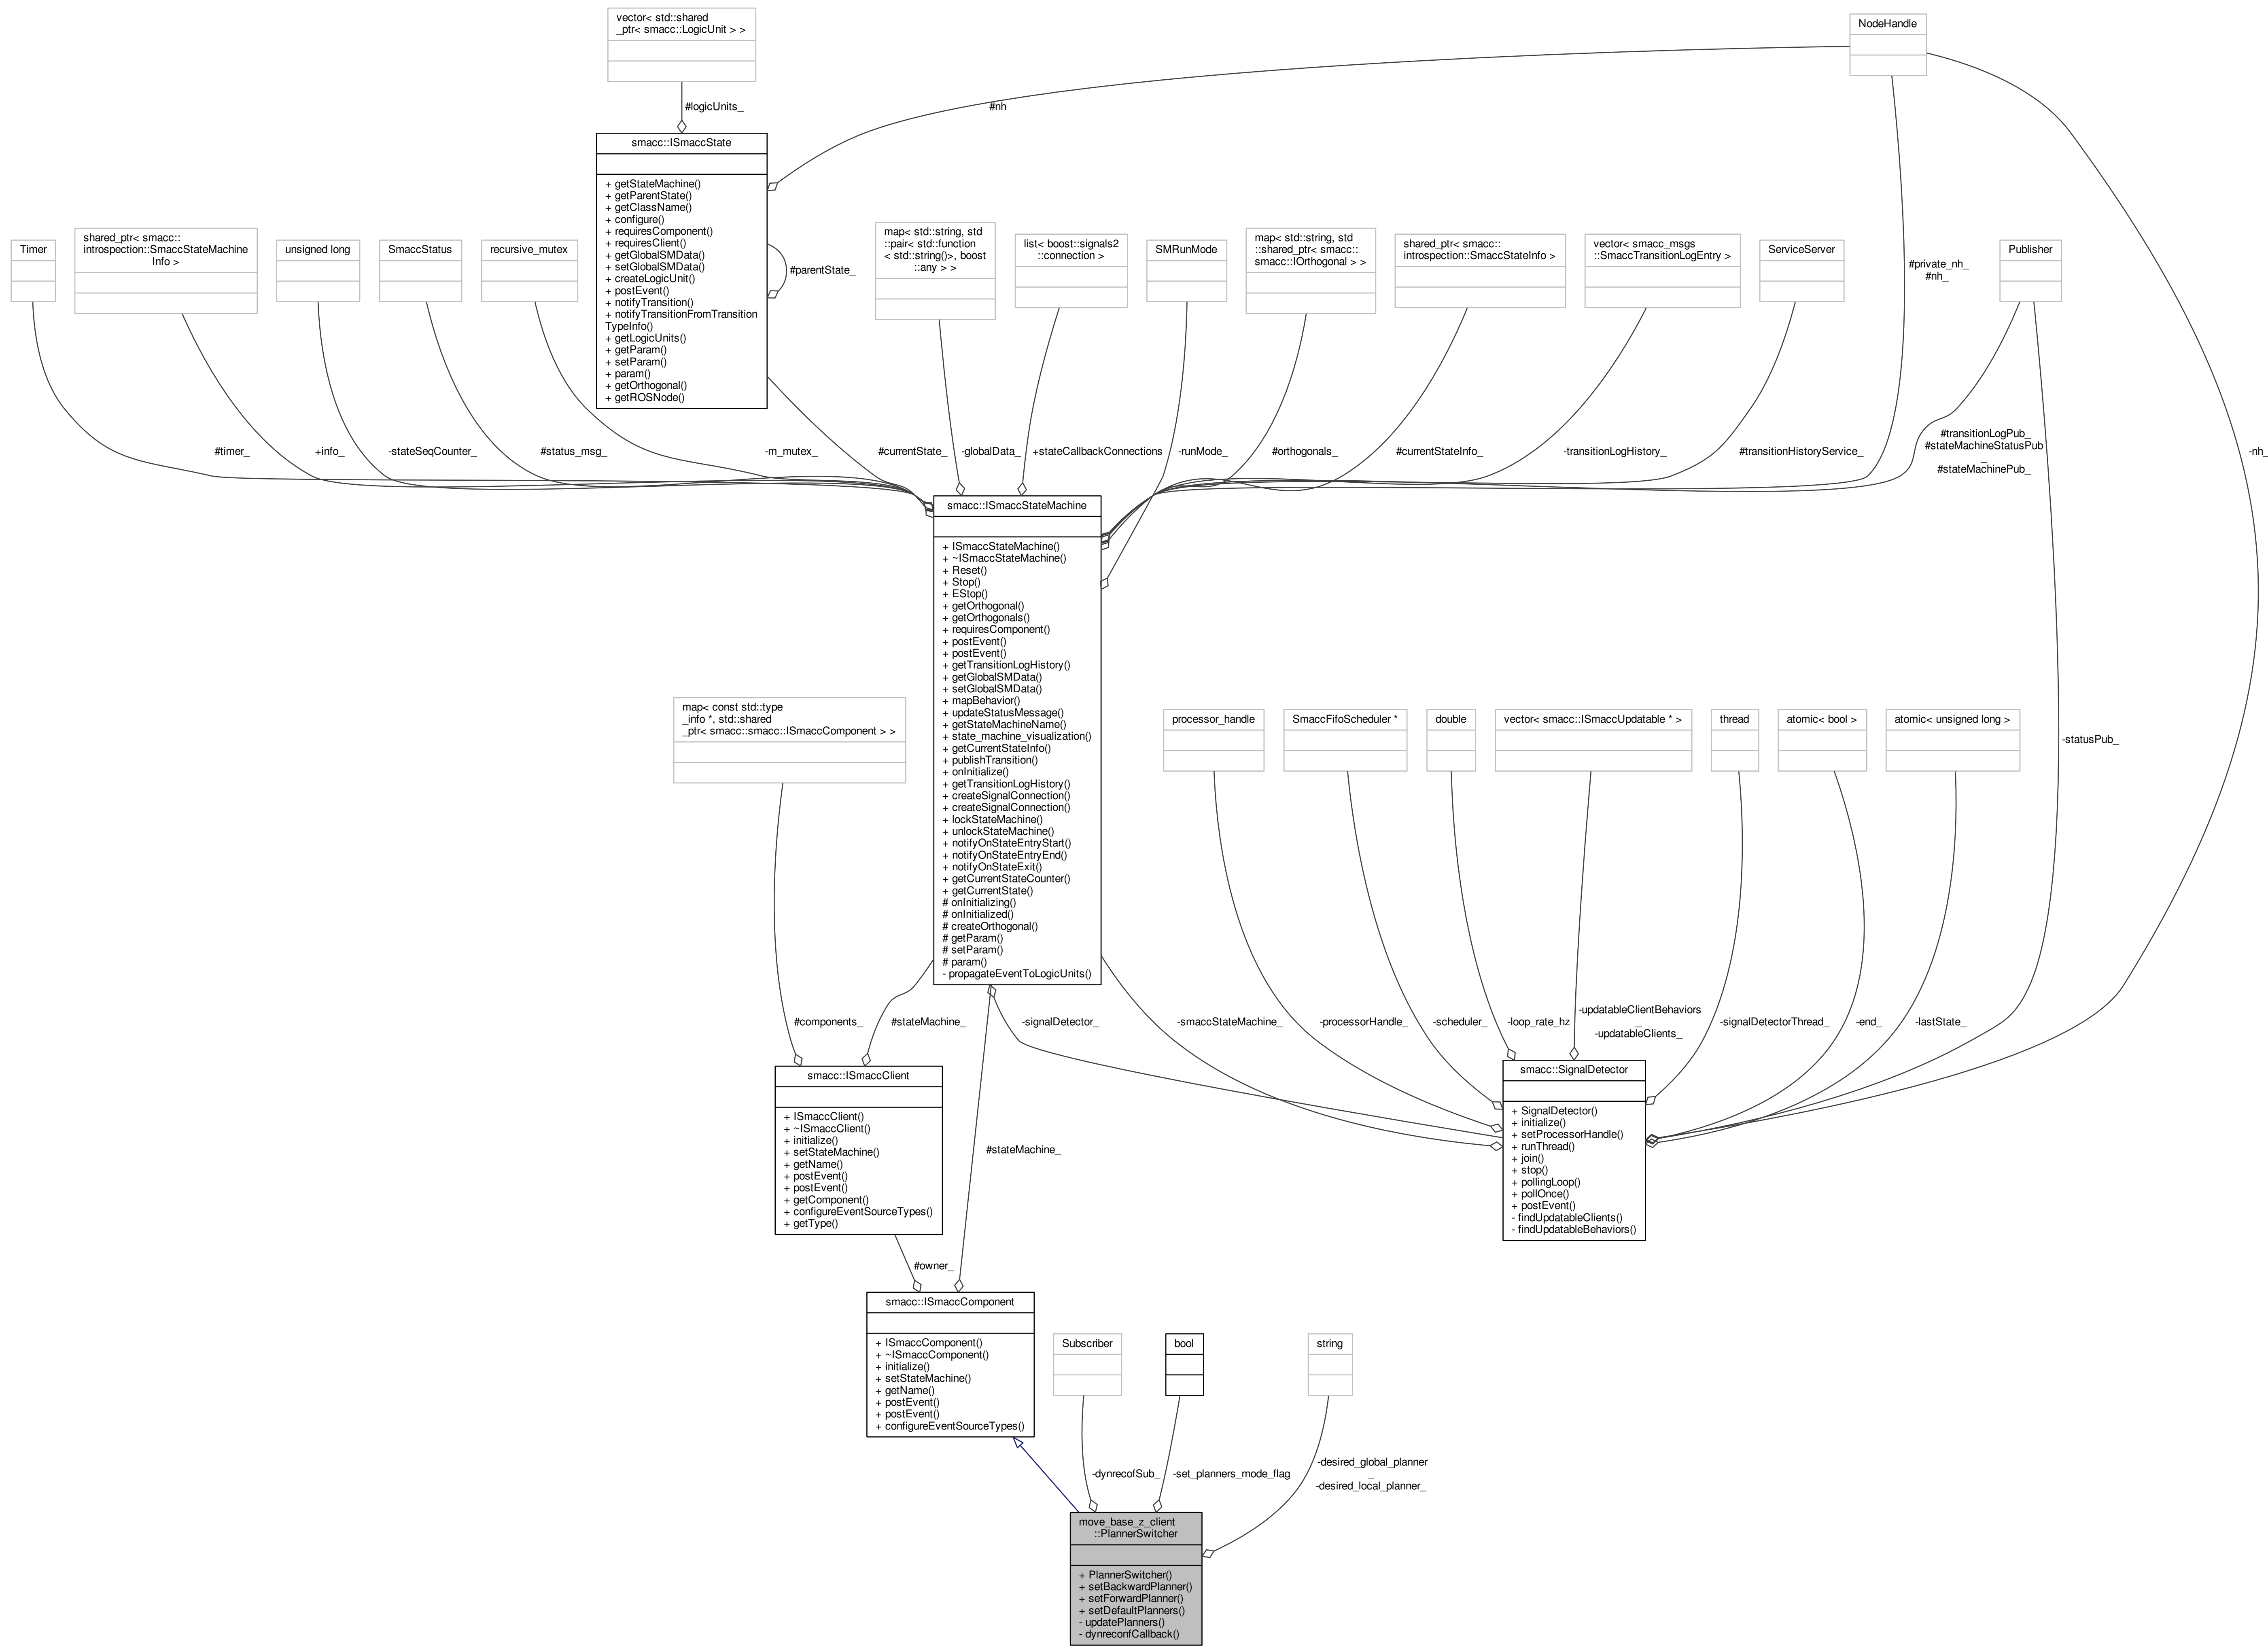 vector< std::shared
_ptr< smacc::LogicUnit > >
NodeHandle
#logicUnits_
#nh
smacc::ISmaccState
+ getStateMachine()
+ getParentState()
+ getClassName()
+ configure()
+ requiresComponent()
+ requiresClient()
+ getGlobalSMData()
+ setGlobalSMData()
+ createLogicUnit()
+ postEvent()
+ notifyTransition()
+ notifyTransitionFromTransition
TypeInfo()
+ getLogicUnits()
+ getParam()
+ setParam()
+ param()
+ getOrthogonal()
+ getROSNode()
#parentState_
Timer
shared_ptr< smacc::
introspection::SmaccStateMachine
Info >
unsigned long
SmaccStatus
recursive_mutex
map< std::string, std
::pair< std::function
< std::string()>, boost
::any > >
list< boost::signals2
::connection >
SMRunMode
map< std::string, std
::shared_ptr< smacc::
smacc::IOrthogonal > >
shared_ptr< smacc::
introspection::SmaccStateInfo >
vector< smacc_msgs
::SmaccTransitionLogEntry >
ServiceServer
#private_nh_
#nh_
Publisher
#timer_
+info_
-stateSeqCounter_
#status_msg_
-m_mutex_
#currentState_
-globalData_
+stateCallbackConnections
-runMode_
#orthogonals_
#currentStateInfo_
-transitionLogHistory_
#transitionHistoryService_
#transitionLogPub_
#stateMachineStatusPub
_
#stateMachinePub_
-nh_
smacc::ISmaccStateMachine
+ ISmaccStateMachine()
+ ~ISmaccStateMachine()
+ Reset()
+ Stop()
+ EStop()
+ getOrthogonal()
+ getOrthogonals()
+ requiresComponent()
+ postEvent()
+ postEvent()
+ getTransitionLogHistory()
+ getGlobalSMData()
+ setGlobalSMData()
+ mapBehavior()
+ updateStatusMessage()
+ getStateMachineName()
+ state_machine_visualization()
+ getCurrentStateInfo()
+ publishTransition()
+ onInitialize()
+ getTransitionLogHistory()
+ createSignalConnection()
+ createSignalConnection()
+ lockStateMachine()
+ unlockStateMachine()
+ notifyOnStateEntryStart()
+ notifyOnStateEntryEnd()
+ notifyOnStateExit()
+ getCurrentStateCounter()
+ getCurrentState()
# onInitializing()
# onInitialized()
# createOrthogonal()
# getParam()
# setParam()
# param()
- propagateEventToLogicUnits()
map< const std::type
_info *, std::shared
_ptr< smacc::smacc::ISmaccComponent > >
processor_handle
SmaccFifoScheduler *
double
vector< smacc::ISmaccUpdatable * >
thread
atomic< bool >
atomic< unsigned long >
-statusPub_
#components_
#stateMachine_
-signalDetector_
-smaccStateMachine_
-processorHandle_
-scheduler_
-loop_rate_hz
-updatableClientBehaviors
_
-updatableClients_
-signalDetectorThread_
-end_
-lastState_
smacc::ISmaccClient
+ ISmaccClient()
+ ~ISmaccClient()
+ initialize()
+ setStateMachine()
+ getName()
+ postEvent()
+ postEvent()
+ getComponent()
+ configureEventSourceTypes()
+ getType()
#stateMachine_
smacc::SignalDetector
+ SignalDetector()
+ initialize()
+ setProcessorHandle()
+ runThread()
+ join()
+ stop()
+ pollingLoop()
+ pollOnce()
+ postEvent()
- findUpdatableClients()
- findUpdatableBehaviors()
#owner_
smacc::ISmaccComponent
+ ISmaccComponent()
+ ~ISmaccComponent()
+ initialize()
+ setStateMachine()
+ getName()
+ postEvent()
+ postEvent()
+ configureEventSourceTypes()
Subscriber
bool
string
-dynrecofSub_
-set_planners_mode_flag
-desired_global_planner
_
-desired_local_planner_
move_base_z_client
::PlannerSwitcher
+ PlannerSwitcher()
+ setBackwardPlanner()
+ setForwardPlanner()
+ setDefaultPlanners()
- updatePlanners()
- dynreconfCallback()